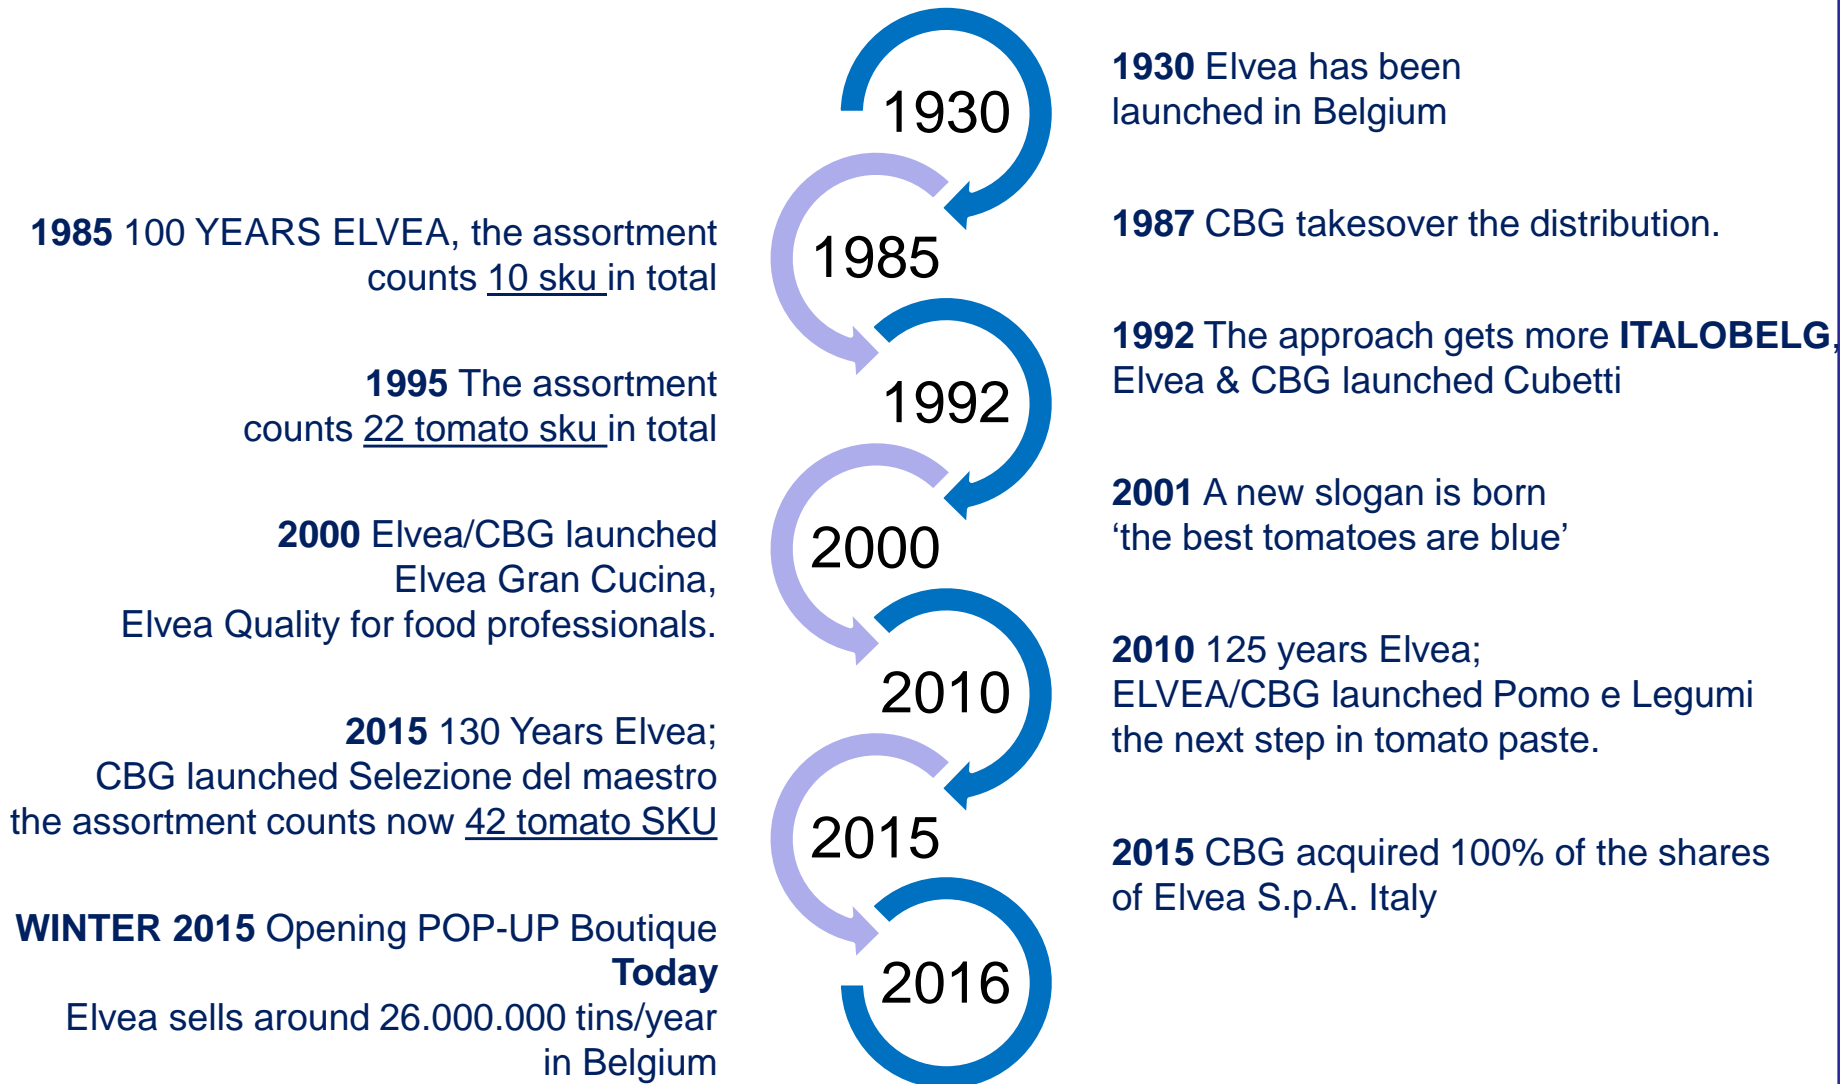 1930
1985
1992
2000
2010
2015
2016
1985 100 YEARS ELVEA, the assortment
counts 10 sku in total
1995 The assortment
counts 22 tomato sku in total
2000 Elvea/CBG launched
Elvea Gran Cucina,
Elvea Quality for food professionals.
2015 130 Years Elvea;
CBG launched Selezione del maestro
the assortment counts now 42 tomato SKU
WINTER 2015 Opening POP-UP Boutique
Today
Elvea sells around 26.000.000 tins/year
in Belgium
1930 Elvea has been
launched in Belgium
1987 CBG takesover the distribution.
1992 The approach gets more ITALOBELG,
Elvea & CBG launched Cubetti
2001 A new slogan is born
‘the best tomatoes are blue’
2010 125 years Elvea;
ELVEA/CBG launched Pomo e Legumi
the next step in tomato paste.
2015 CBG acquired 100% of the shares
of Elvea S.p.A. Italy